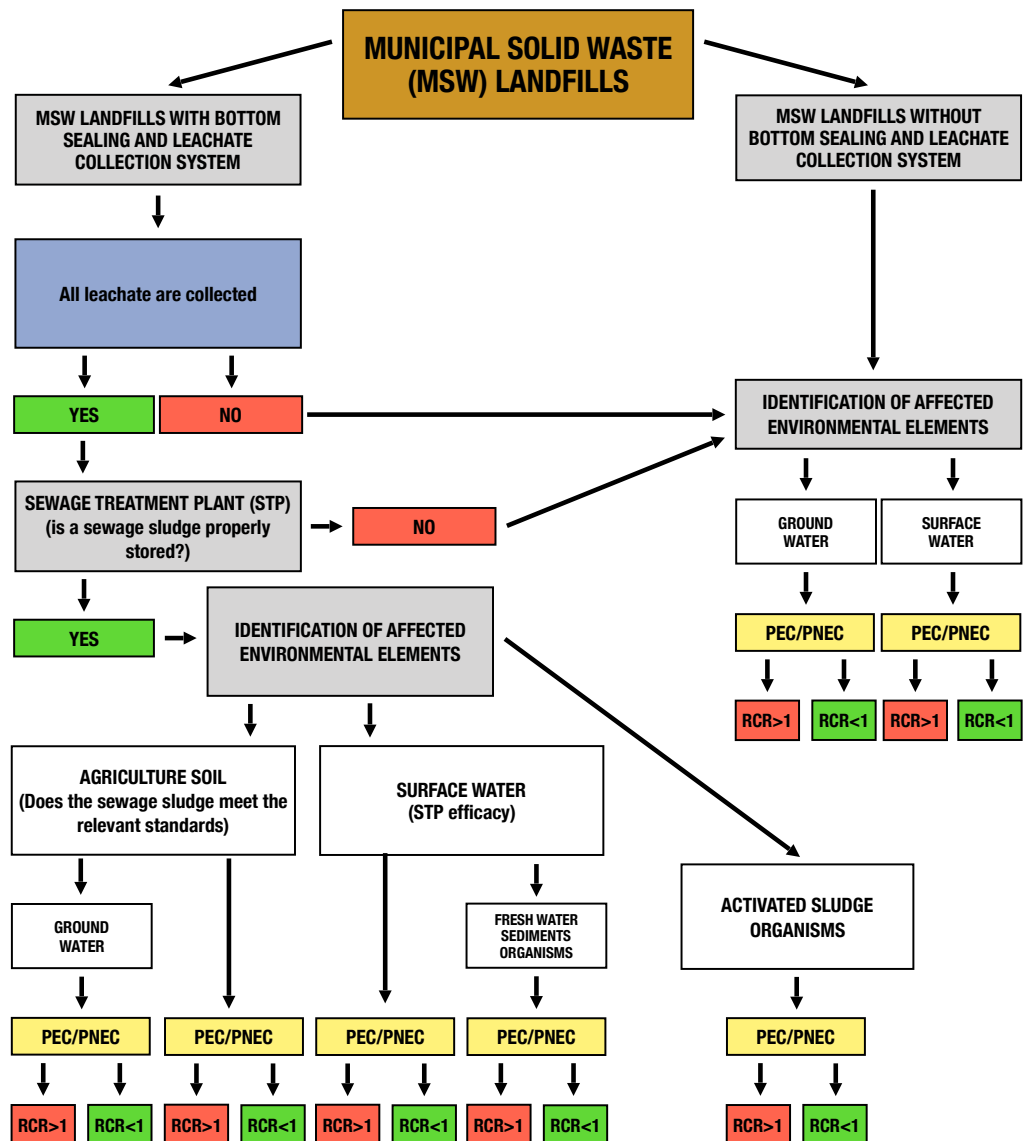 MUNICIPAL SOLID WASTE
(MSW) LANDFILLS
MSW LANDFILLS WITH BOTTOM
SEALING AND LEACHATE
COLLECTION SYSTEM
MSW LANDFILLS WITHOUT
BOTTOM SEALING AND LEACHATE
COLLECTION SYSTEM
All leachate are collected
YES
NO
IDENTIFICATION OF AFFECTED
ENVIRONMENTAL ELEMENTS
SEWAGE TREATMENT PLANT (STP)
(is a sewage sludge properly
stored?)
NO
GROUND
WATER
SURFACE
WATER
YES
IDENTIFICATION OF AFFECTED
ENVIRONMENTAL ELEMENTS
PEC/PNEC
PEC/PNEC
RCR>1
RCR<1
RCR>1
RCR<1
AGRICULTURE SOIL
(Does the sewage sludge meet the
relevant standards)
SURFACE WATER
(STP efficacy)
GROUND
WATER
FRESH WATER
SEDIMENTS
ORGANISMS
ACTIVATED SLUDGE
ORGANISMS
PEC/PNEC
PEC/PNEC
PEC/PNEC
PEC/PNEC
PEC/PNEC
RCR>1
RCR<1
RCR>1
RCR<1
RCR>1
RCR<1
RCR>1
RCR<1
RCR>1
RCR<1